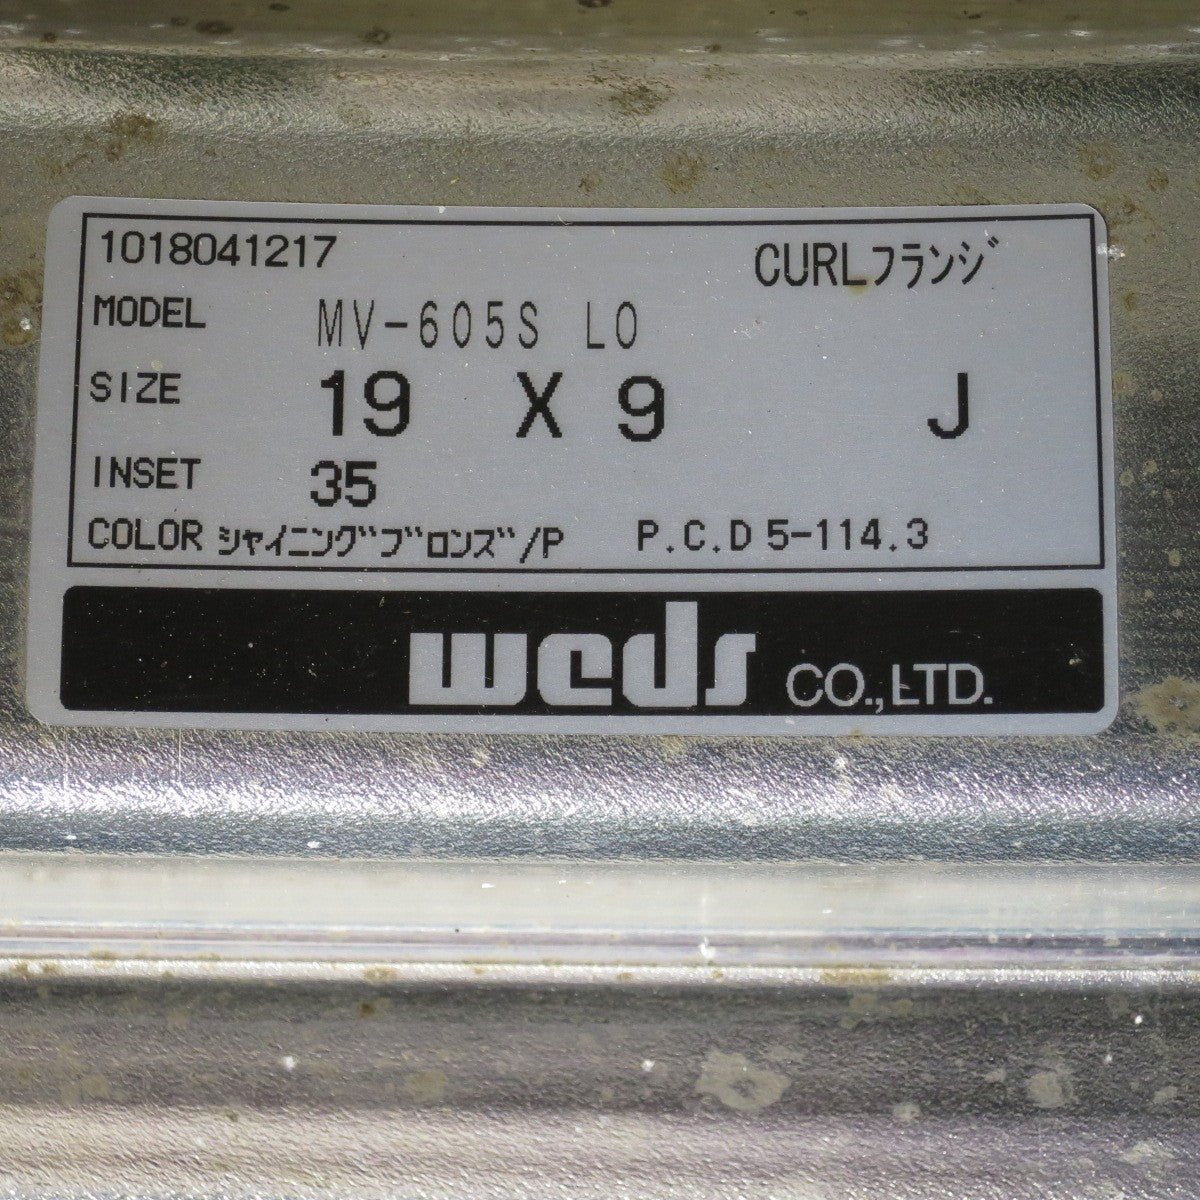 1018041217 CURLフランジ
MODEL MV-605S LO
SIZE 19 X 9 J
INSET 35
COLOR シャイニングブロンズ/P P.C.D 5-114.3
weds CO.,LTD.